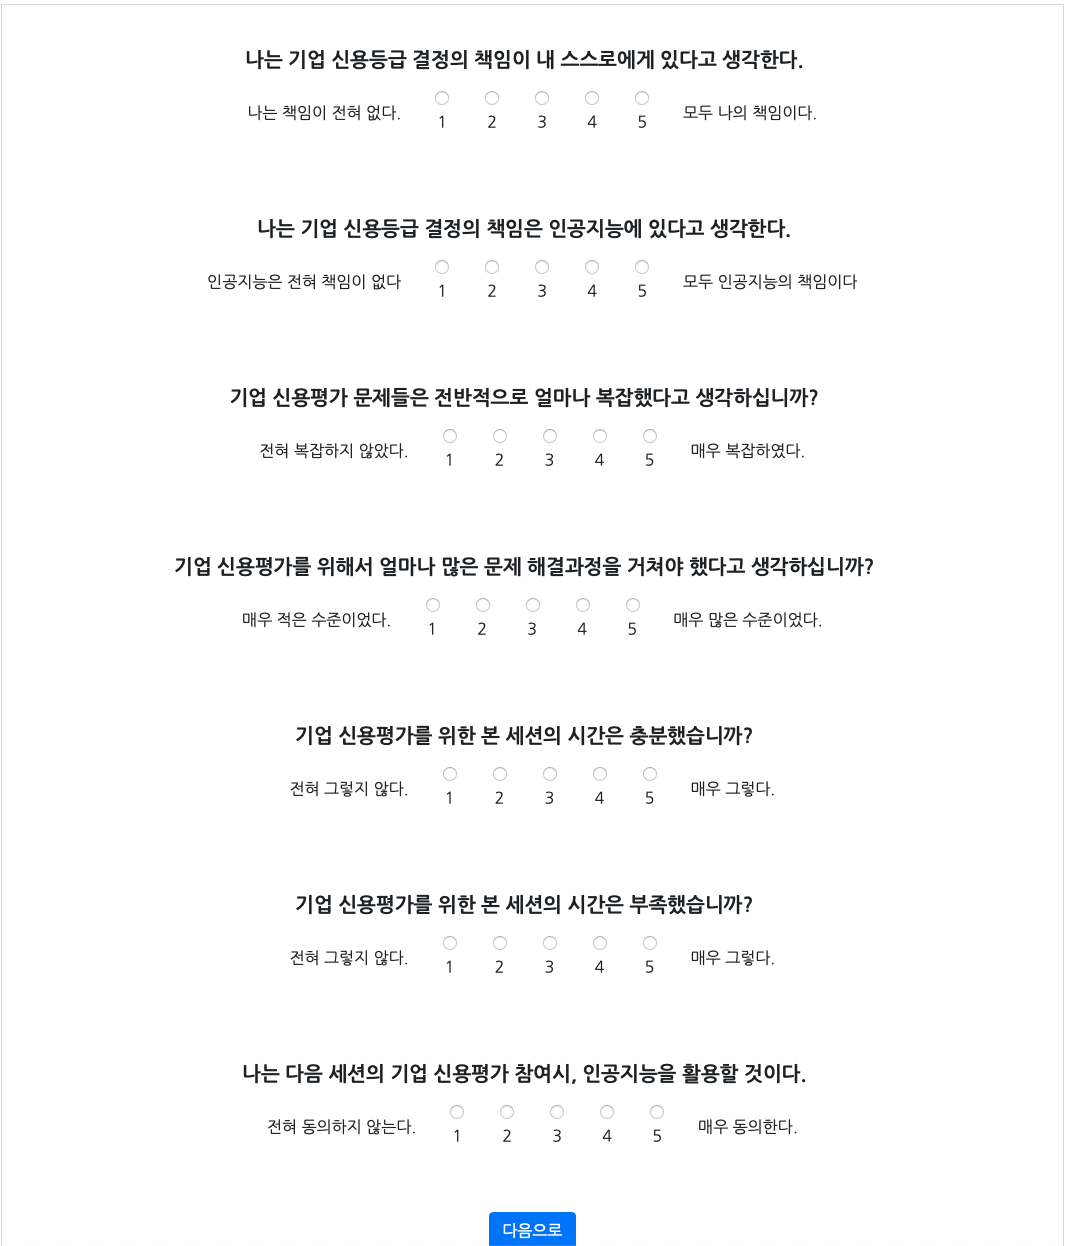 나는 기업 신용등급 결정의 책임이 내 스스로에게 있다고 생각한다.
나는 책임이 전혀 없다. 1 2 3 4 5 모두 나의 책임이다.
나는 기업 신용등급 결정의 책임은 인공지능에 있다고 생각한다.
인공지능은 전혀 책임이 없다 1 2 3 4 5 모두 인공지능의 책임이다
기업 신용평가 문제들은 전반적으로 얼마나 복잡했다고 생각하십니까?
전혀 복잡하지 않았다. 1 2 3 4 5 매우 복잡하였다.
기업 신용평가를 위해서 얼마나 많은 문제 해결과정을 거쳐야 했다고 생각하십니까?
매우 적은 수준이었다. 1 2 3 4 5 매우 많은 수준이었다.
기업 신용평가를 위한 본 세션의 시간은 충분했습니까?
전혀 그렇지 않다. 1 2 3 4 5 매우 그렇다.
기업 신용평가를 위한 본 세션의 시간은 부족했습니까?
전혀 그렇지 않다. 1 2 3 4 5 매우 그렇다.
나는 다음 세션의 기업 신용평가 참여시, 인공지능을 활용할 것이다.
전혀 동의하지 않는다. 1 2 3 4 5 매우 동의한다.
다음으로